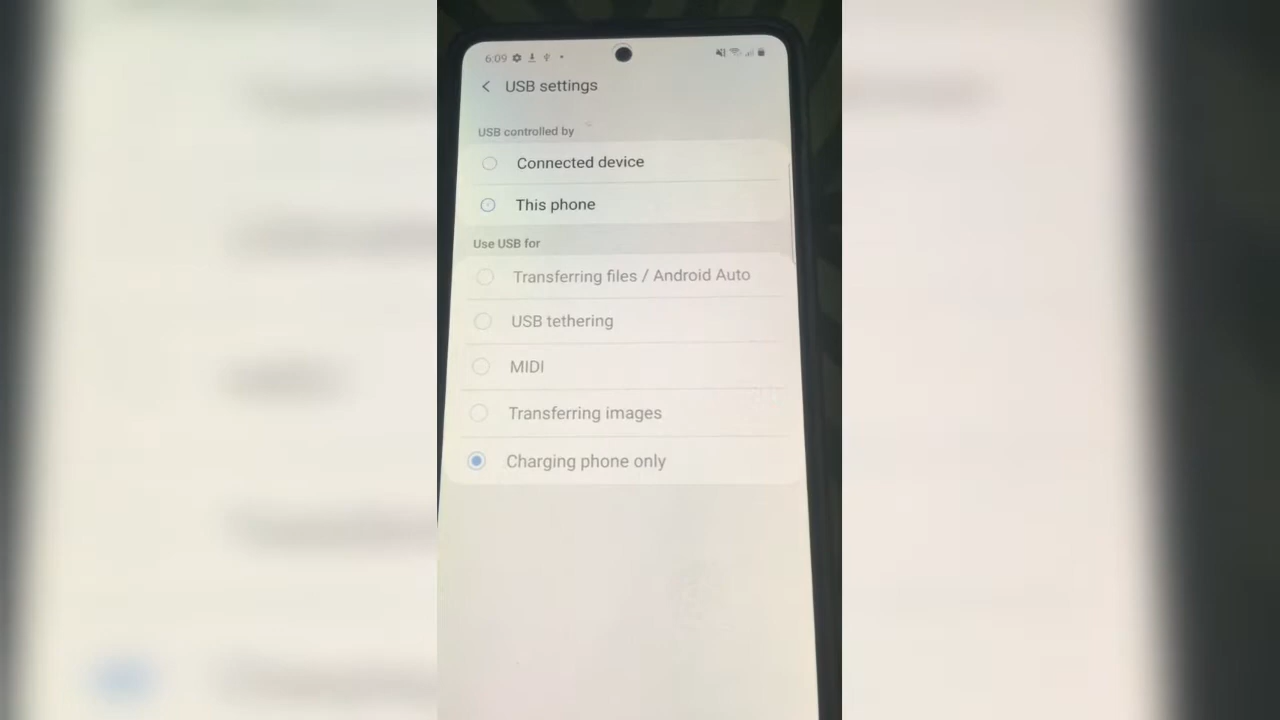 6:09
USB settings
USB controlled by
Connected device
This phone
Use USB for
Transferring files / Android Auto
USB tethering
MIDI
Transferring images
Charging phone only